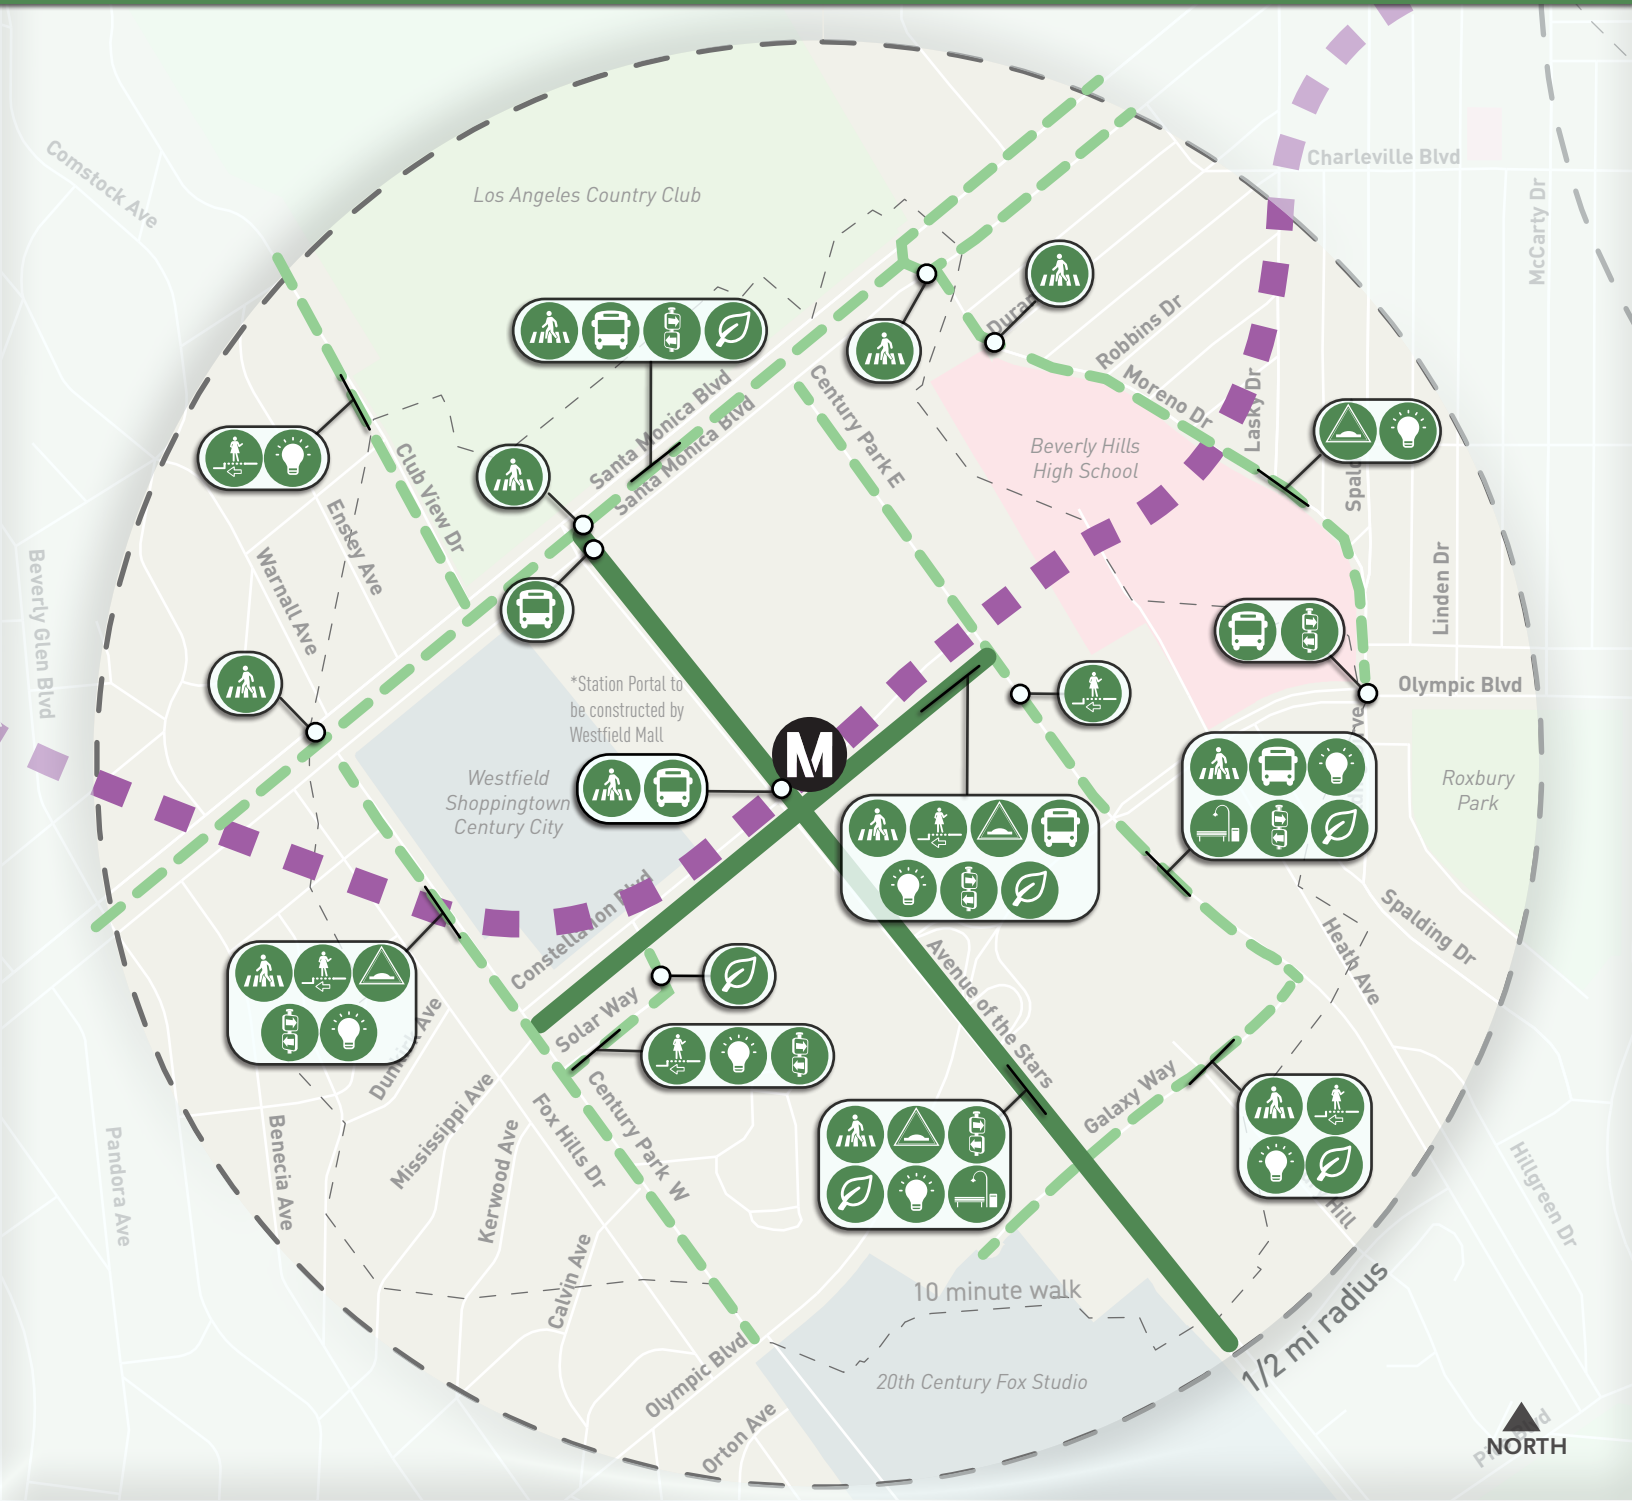 Charleville Blvd
Comstock Ave
Los Angeles Country Club
McCarty Dr
Duran
Robbins Dr
Moreno Dr
Lasky Dr
Santa Monica Blvd
Santa Monica Blvd
Century Park E
Beverly Hills
High School
Club View Dr
Ensley Ave
Warnall Ave
Beverly Glen Blvd
Linden Dr
Olympic Blvd
*Station Portal to
be constructed by
Westfield Mall
M
Westfield
Shoppingtown
Century City
Roxbury
Park
Constellation Blvd
Spalding Dr
Heath Ave
Avenue of the Stars
Solar Way
Century Park W
Galaxy Way
Mississippi Ave
Fox Hills Dr
Kerwood Ave
Benecia Ave
Pandora Ave
Calvin Ave
Hillgreen Dr
Hill
10 minute walk
1/2 mi radius
20th Century Fox Studio
Olympic Blvd
Orton Ave
NORTH